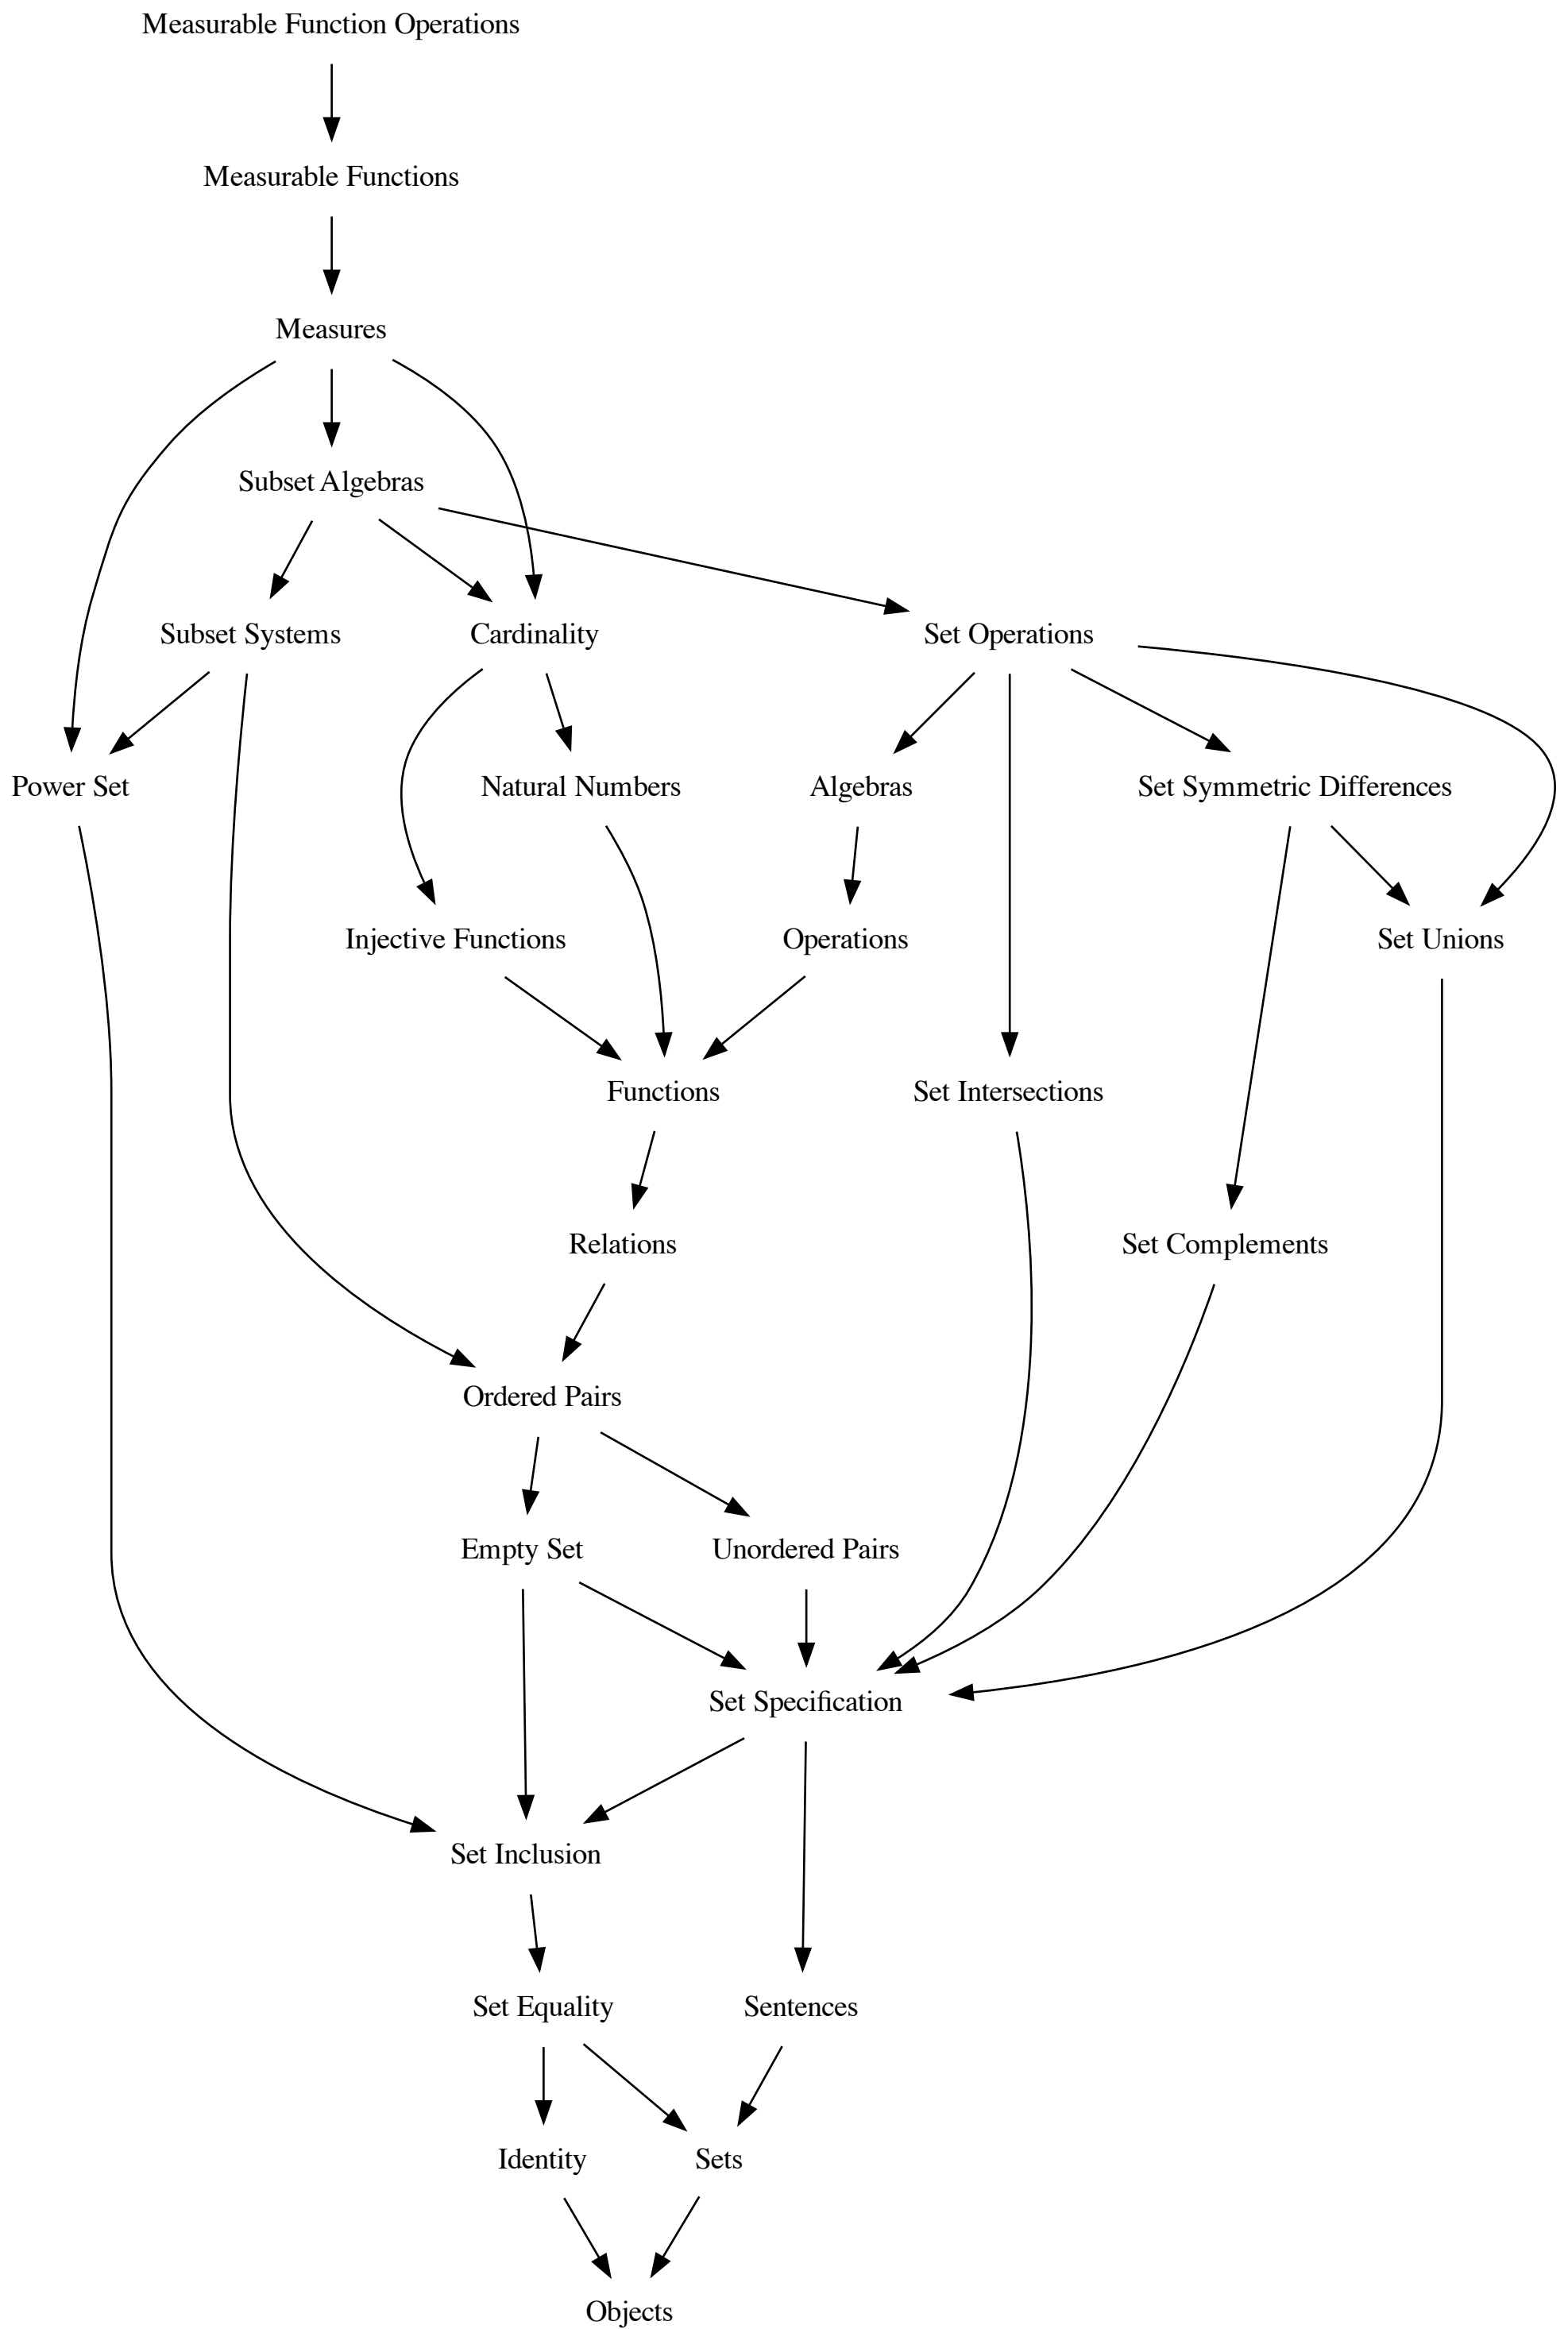 Measurable Function Operations
Measurable Functions
Measures
Subset Algebras
Subset Systems
Cardinality
Set Operations
Power Set
Natural Numbers
Algebras
Set Symmetric Differences
Injective Functions
Operations
Set Unions
Functions
Set Intersections
Relations
Set Complements
Ordered Pairs
Empty Set
Unordered Pairs
Set Specification
Set Inclusion
Set Equality
Sentences
Identity
Sets
Objects